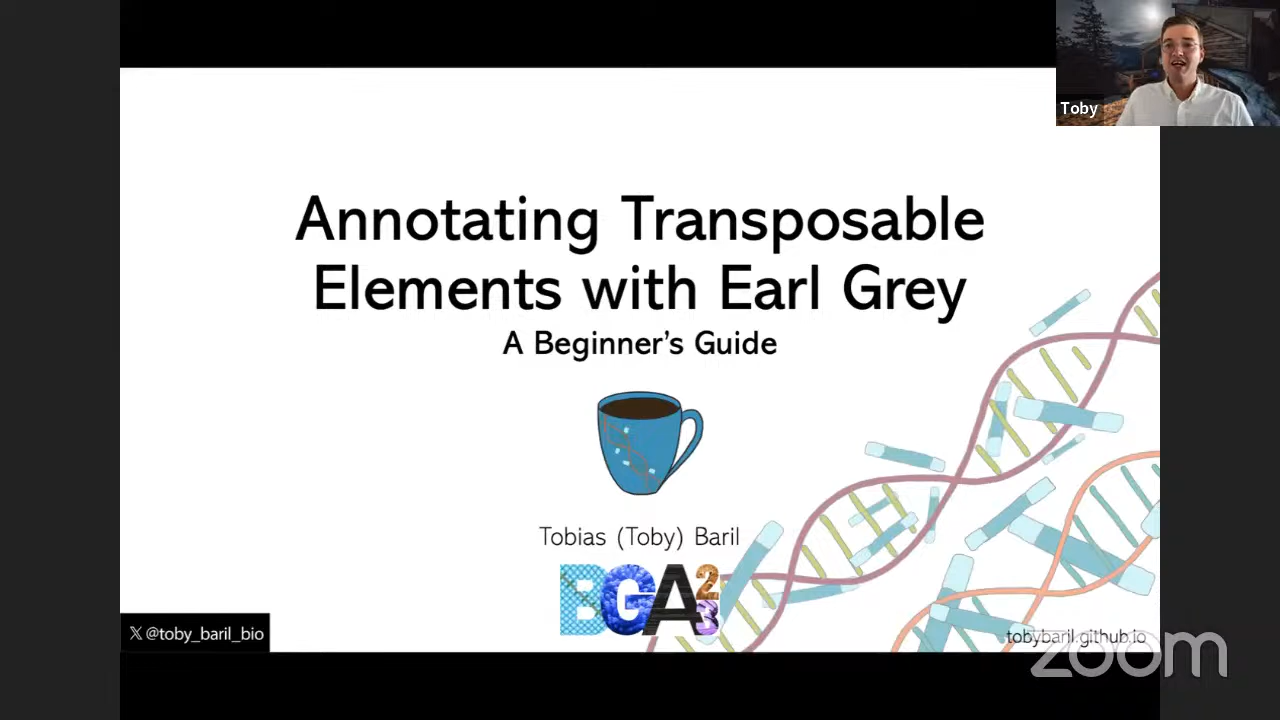 Toby
Annotating Transposable
Elements with Earl Grey
A Beginner's Guide
Tobias (Toby) Baril
BGA23
𝕏 @toby_baril_bio
tobybaril.github.io
zoom